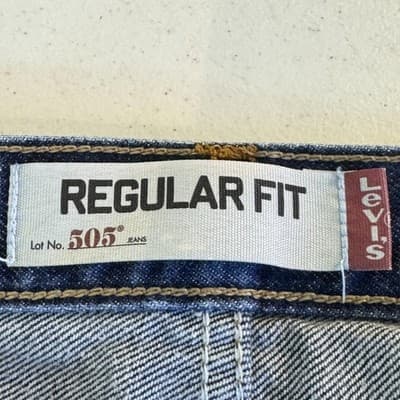 REGULAR FIT
Lot No. 505® JEANS
Levi's